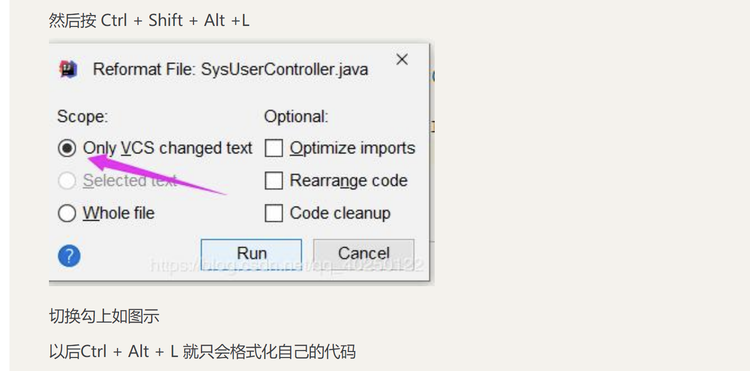 然后按 Ctrl + Shift + Alt +L
Reformat File: SysUserController.java
Scope:
Optional:
Only VCS changed text
Optimize imports
Selected text
Rearrange code
Whole file
Code cleanup
?
Run
Cancel
https://blog.csdn.net/qq_40250122
切换勾上如图示
以后Ctrl + Alt + L 就只会格式化自己的代码